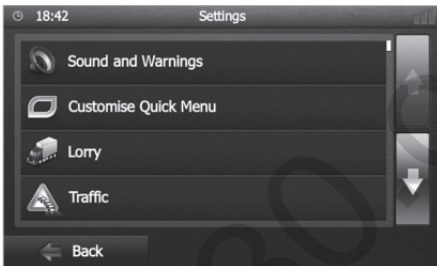 18:42 Settings
Sound and Warnings
Customise Quick Menu
Lorry
Traffic
Back